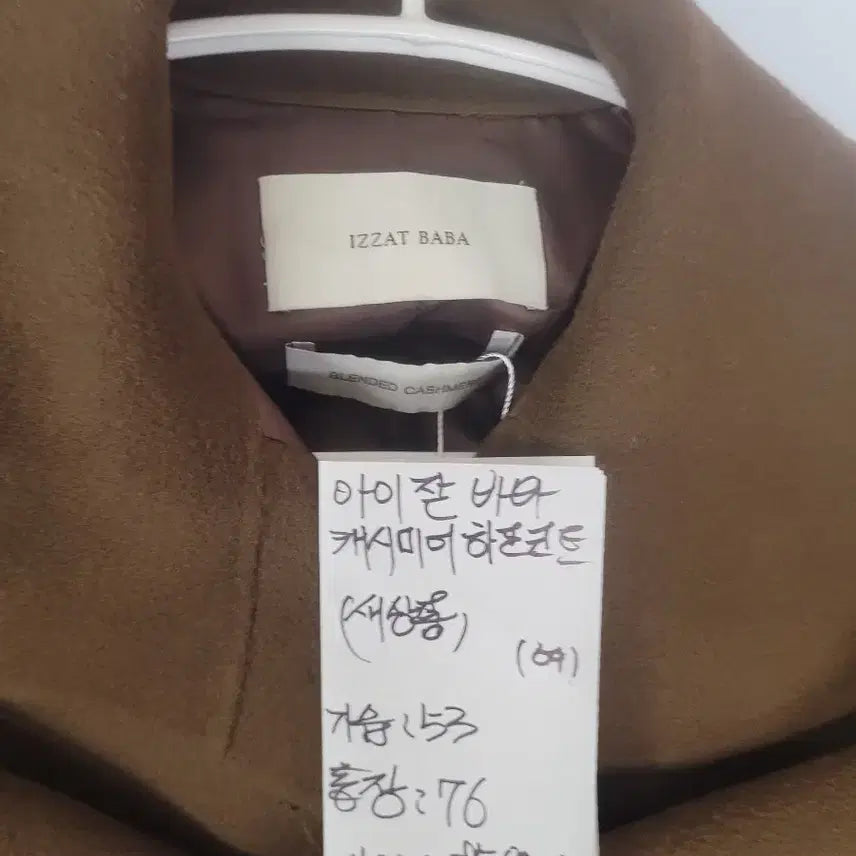 IZZAT BABA
BLENDED CASHMERE
아이잗 바바
캐시미어하프코트
(새상품)
(여)
가슴:53
총장:76